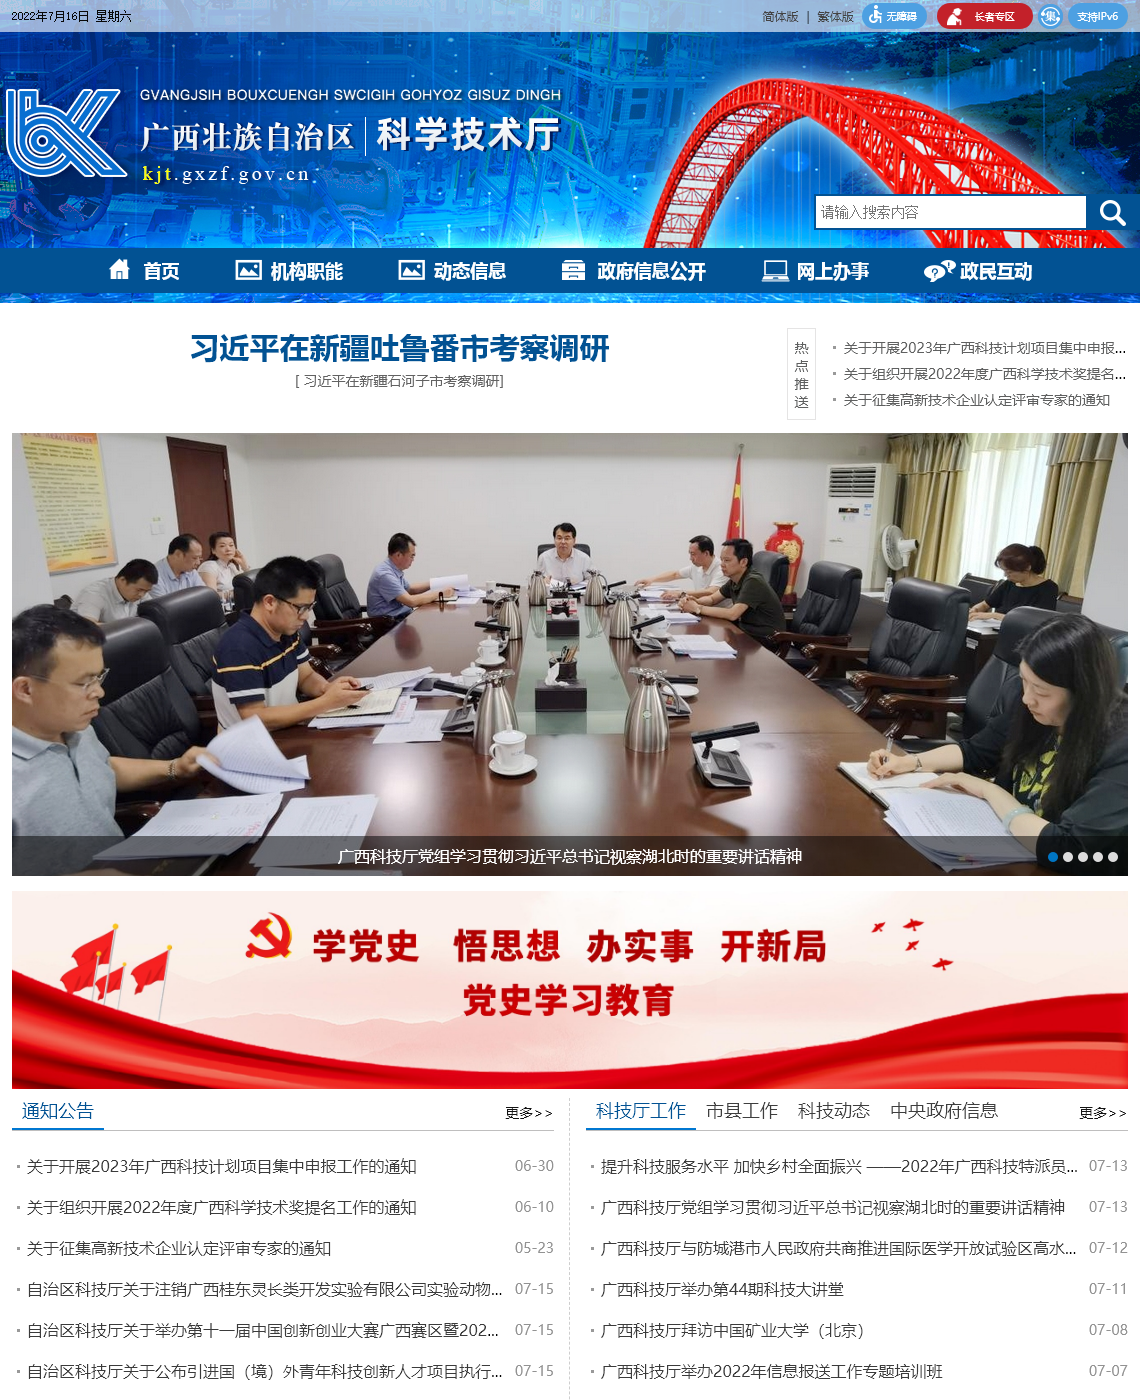 2022年7月16日 星期六
简体版 | 繁体版 无障碍 长者专区 集 支持IPv6
GVANGJSIH BOUXCUENGH SWCIGIH GOHYOZ GISUZ DINGH
广西壮族自治区 科学技术厅
kjt.gxzf.gov.cn
请输入搜索内容
首页 机构职能 动态信息 政府信息公开 网上办事 政民互动
习近平在新疆吐鲁番市考察调研
[ 习近平在新疆石河子市考察调研]
热点推送
关于开展2023年广西科技计划项目集中申报...
关于组织开展2022年度广西科学技术奖提名...
关于征集高新技术企业认定评审专家的通知
广西科技厅党组学习贯彻习近平总书记视察湖北时的重要讲话精神
学党史 悟思想 办实事 开新局
党史学习教育
通知公告 更多>>
关于开展2023年广西科技计划项目集中申报工作的通知 06-30
关于组织开展2022年度广西科学技术奖提名工作的通知 06-10
关于征集高新技术企业认定评审专家的通知 05-23
自治区科技厅关于注销广西桂东灵长类开发实验有限公司实验动物... 07-15
自治区科技厅关于举办第十一届中国创新创业大赛广西赛区暨202... 07-15
自治区科技厅关于公布引进国（境）外青年科技创新人才项目执行... 07-15
科技厅工作 市县工作 科技动态 中央政府信息 更多>>
提升科技服务水平 加快乡村全面振兴 ——2022年广西科技特派员... 07-13
广西科技厅党组学习贯彻习近平总书记视察湖北时的重要讲话精神 07-13
广西科技厅与防城港市人民政府共商推进国际医学开放试验区高水... 07-12
广西科技厅举办第44期科技大讲堂 07-11
广西科技厅拜访中国矿业大学（北京） 07-08
广西科技厅举办2022年信息报送工作专题培训班 07-07